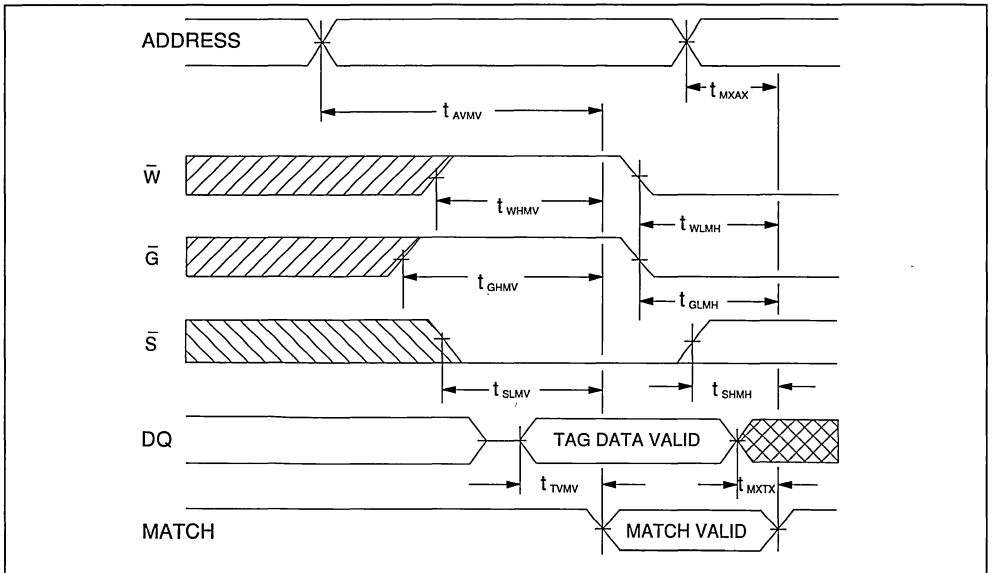 ADDRESS
t MXAX
t AVMV
W̅
t WHMV
t WLMH
G̅
t GHMV
t GLMH
S̅
t SLMV
t SHMH
DQ
TAG DATA VALID
t TVMV
t MXTX
MATCH
MATCH VALID